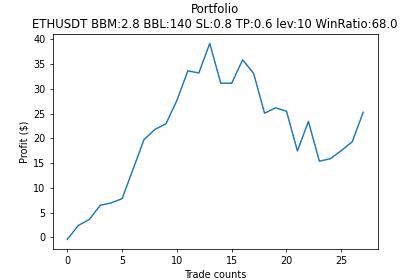 Portfolio
ETHUSDT BBM:2.8 BBL:140 SL:0.8 TP:0.6 lev:10 WinRatio:68.0
40
35
30
25
20
15
10
5
0
Profit ($)
0 5 10 15 20 25
Trade counts